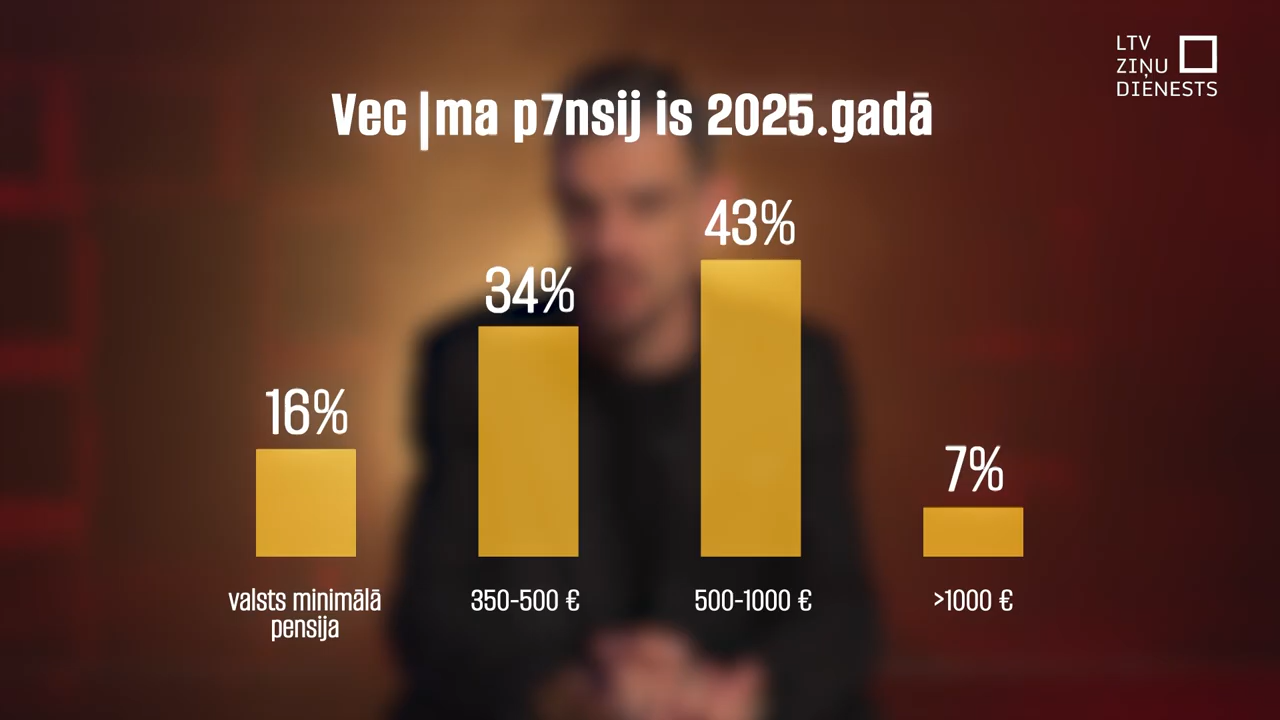 LTV
ZIŅU
DIENESTS
Vec |ma p7nsij is 2025.gadā
43%
34%
16%
7%
valsts minimālā
pensija
350-500 €
500-1000 €
>1000 €